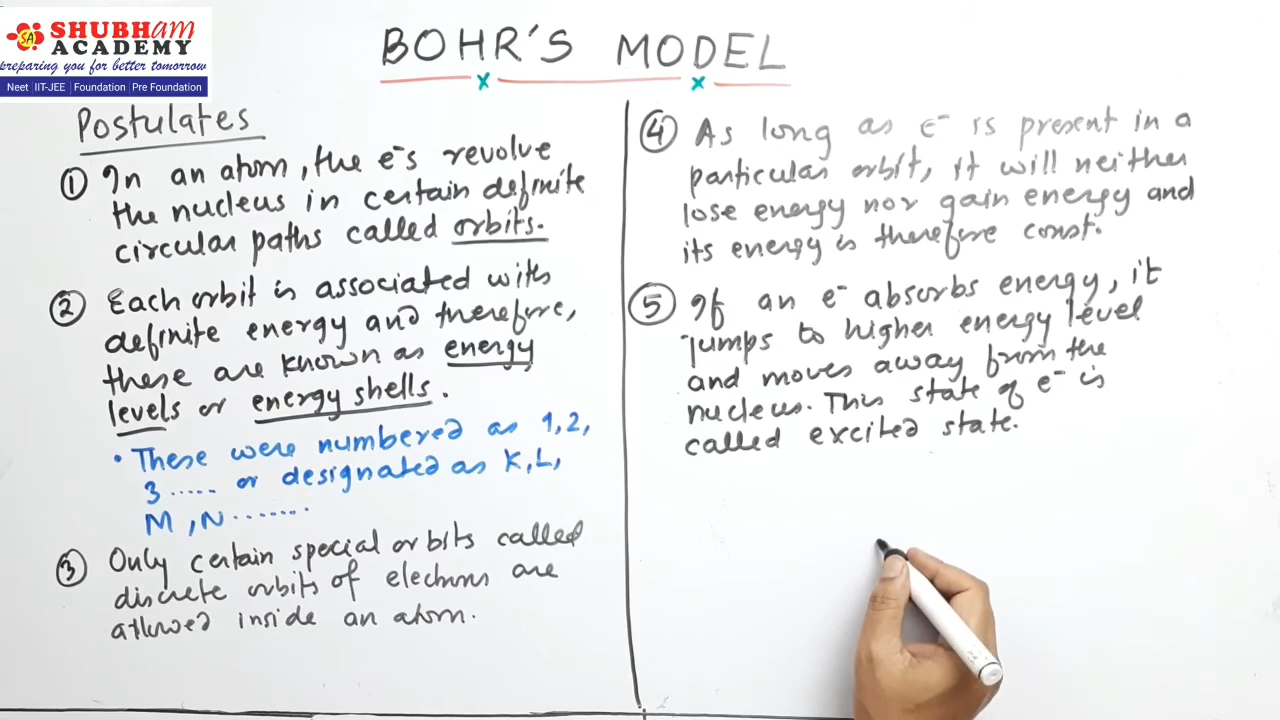 SHUBHAM
ACADEMY
preparing you for better tomorrow
Neet | IIT-JEE | Foundation | Pre Foundation
BOHR'S MODEL
Postulates
① In an atom, the e⁻s revolve
the nucleus in certain definite
circular paths called orbits.
② Each orbit is associated with
definite energy and therefore,
these are known as energy
levels or energy shells.
• These were numbered as 1,2,
3 ..... or designated as K, L,
M, N .......
③ Only certain special orbits called
discrete orbits of electrons are
allowed inside an atom.
④ As long as e⁻ is present in a
particular orbit, it will neither
lose energy nor gain energy and
its energy is therefore const.
⑤ If an e⁻ absorbs energy, it
jumps to higher energy level
and moves away from the
nucleus. This state of e⁻ is
called excited state.